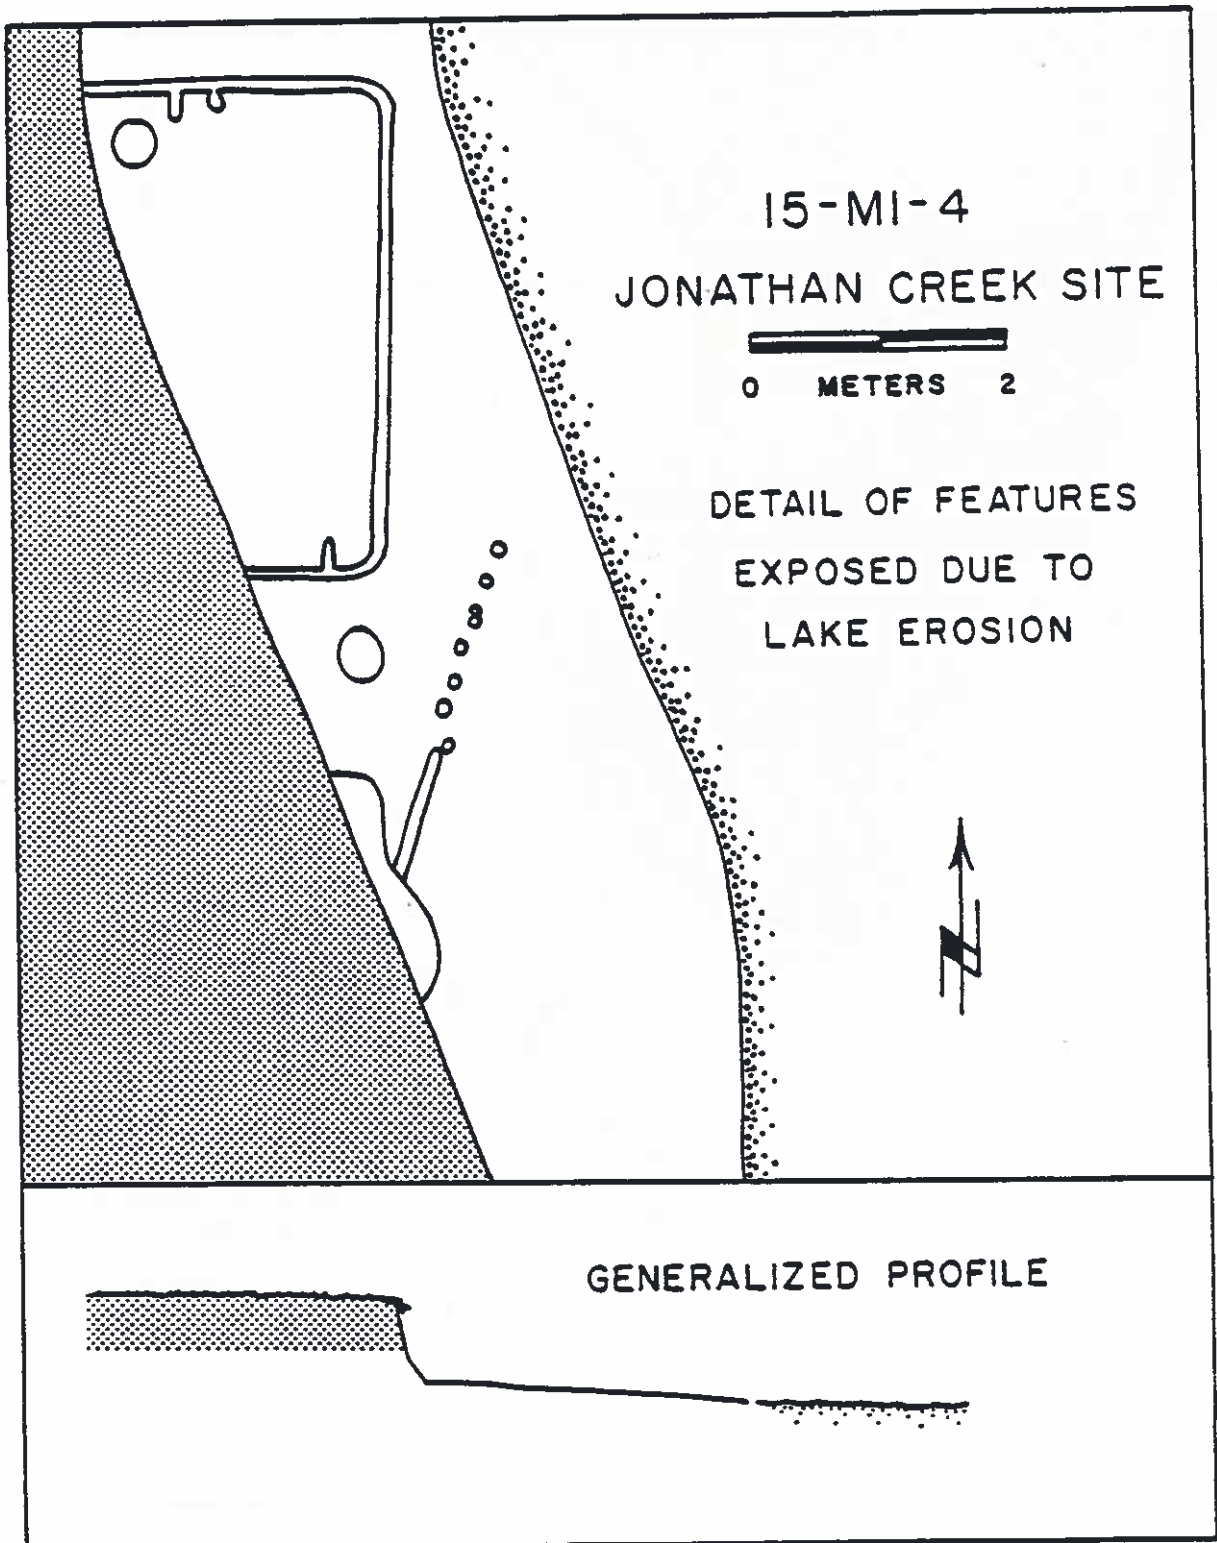 15-MI-4
JONATHAN CREEK SITE
0 METERS 2
DETAIL OF FEATURES
EXPOSED DUE TO
LAKE EROSION
N
GENERALIZED PROFILE